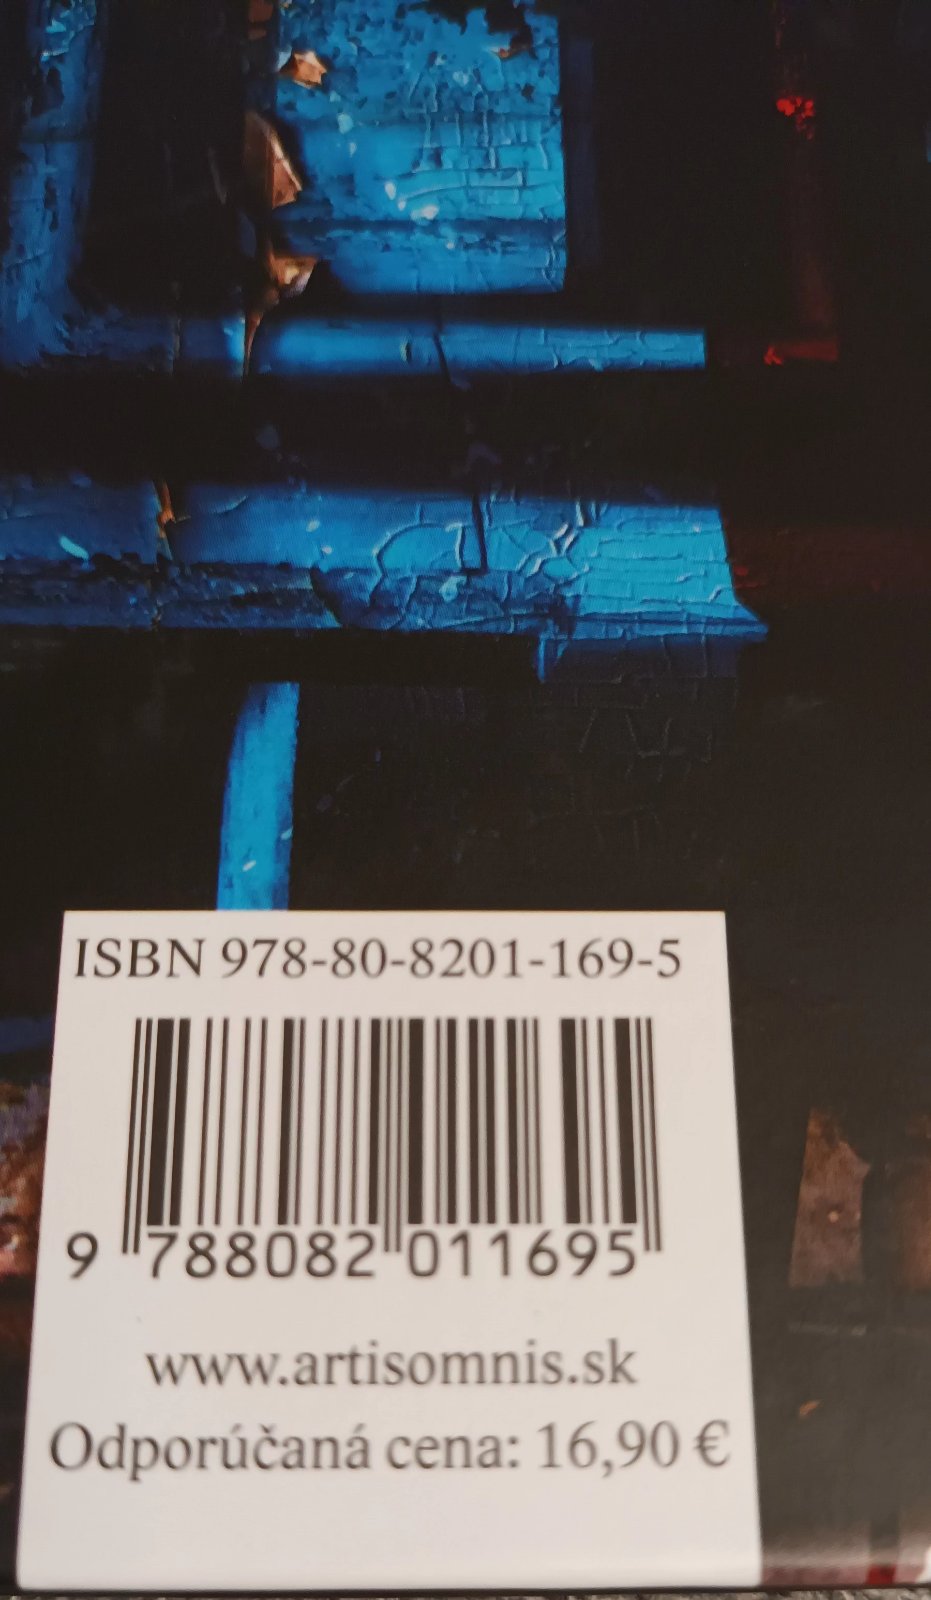 ISBN 978-80-8201-169-5
9 788082 011695
www.artisomnis.sk
Odporúčaná cena: 16,90 €